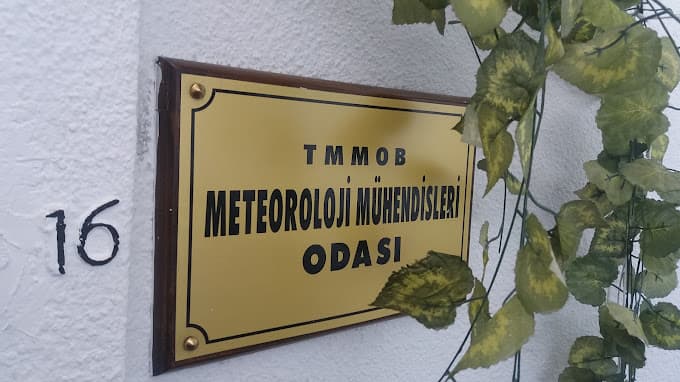 16
TMMOB
METEOROLOJİ MÜHENDİSLERİ
ODASI